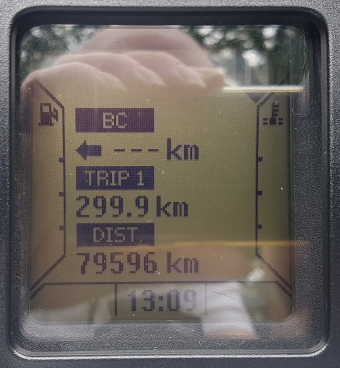 BC
--- km
TRIP 1
299.9 km
DIST.
79596 km
13:09